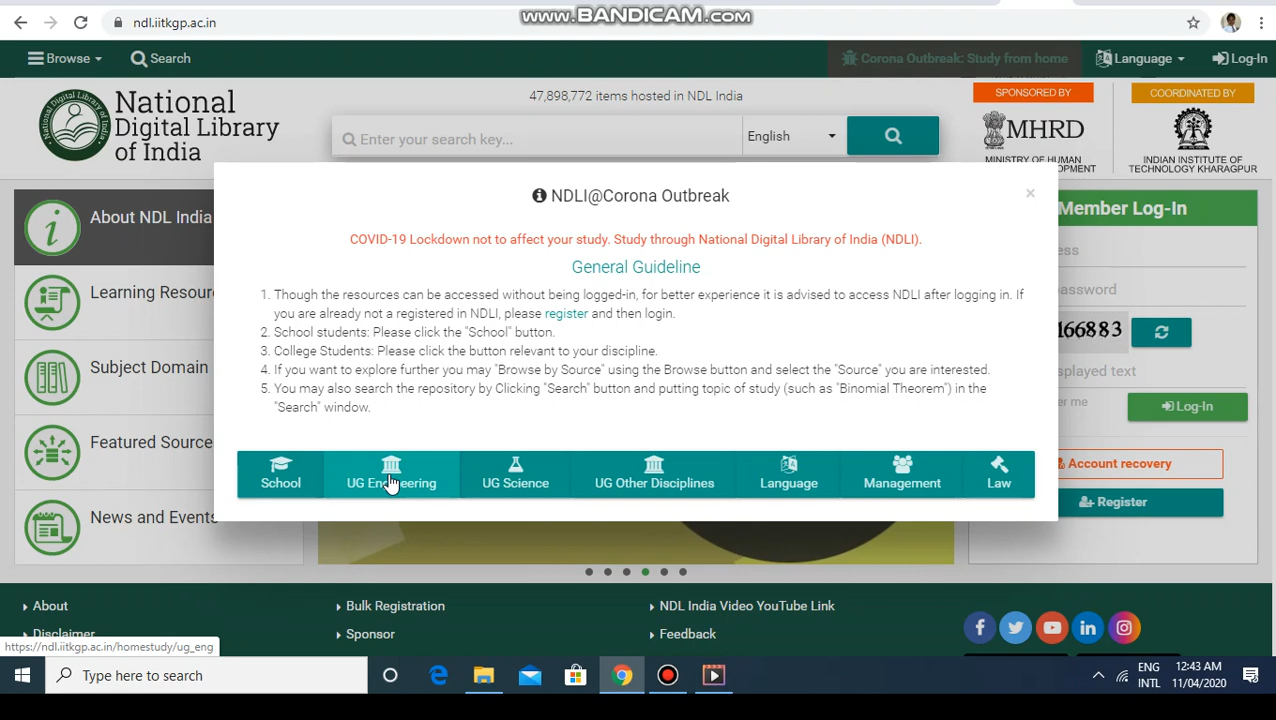 www.BANDICAM.com
ndl.iitkgp.ac.in
Browse
Search
Corona Outbreak: Study from home
Language
Log-In
National
Digital Library
of India
47,898,772 items hosted in NDL India
Enter your search key...
English
SPONSORED BY
MHRD
MINISTRY OF HUMAN
COORDINATED BY
INDIAN INSTITUTE OF
TECHNOLOGY KHARAGPUR
About NDL India
Learning Resour
Subject Domain
Featured Source
News and Events
NDLI@Corona Outbreak
×
COVID-19 Lockdown not to affect your study. Study through National Digital Library of India (NDLI).
General Guideline
1. Though the resources can be accessed without being logged-in, for better experience it is advised to access NDLI after logging in. If
you are already not a registered in NDLI, please register and then login.
2. School students: Please click the "School" button.
3. College Students: Please click the button relevant to your discipline.
4. If you want to explore further you may "Browse by Source" using the Browse button and select the "Source" you are interested.
5. You may also search the repository by Clicking "Search" button and putting topic of study (such as "Binomial Theorem") in the
"Search" window.
School
UG Engineering
UG Science
UG Other Disciplines
Language
Management
Law
Member Log-In
ess
password
166883
played text
er me
Log-In
Account recovery
Register
About
Bulk Registration
NDL India Video YouTube Link
Disclaimer
Sponsor
Feedback
https://ndl.iitkgp.ac.in/homestudy/ug_eng
Type here to search
ENG
INTL
12:43 AM
11/04/2020